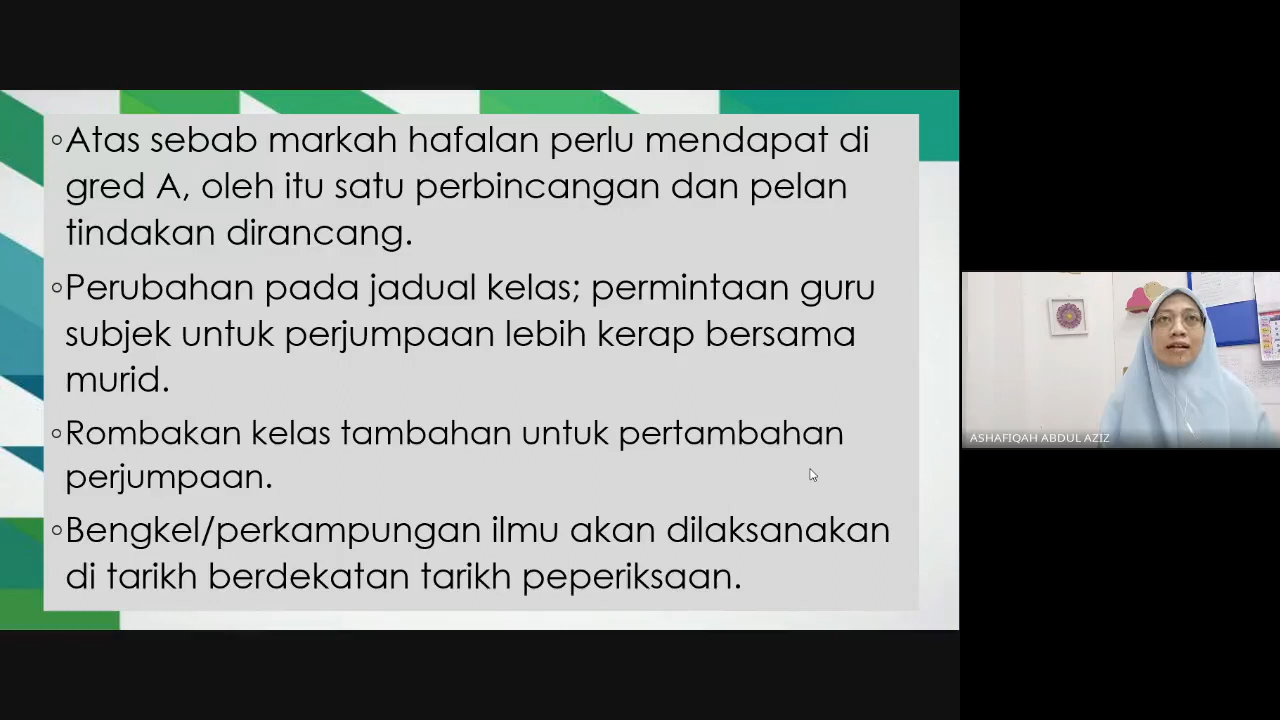 ◦Atas sebab markah hafalan perlu mendapat di
gred A, oleh itu satu perbincangan dan pelan
tindakan dirancang.
◦Perubahan pada jadual kelas; permintaan guru
subjek untuk perjumpaan lebih kerap bersama
murid.
◦Rombakan kelas tambahan untuk pertambahan
perjumpaan.
◦Bengkel/perkampungan ilmu akan dilaksanakan
di tarikh berdekatan tarikh peperiksaan.
ASHAFIQAH ABDUL AZIZ